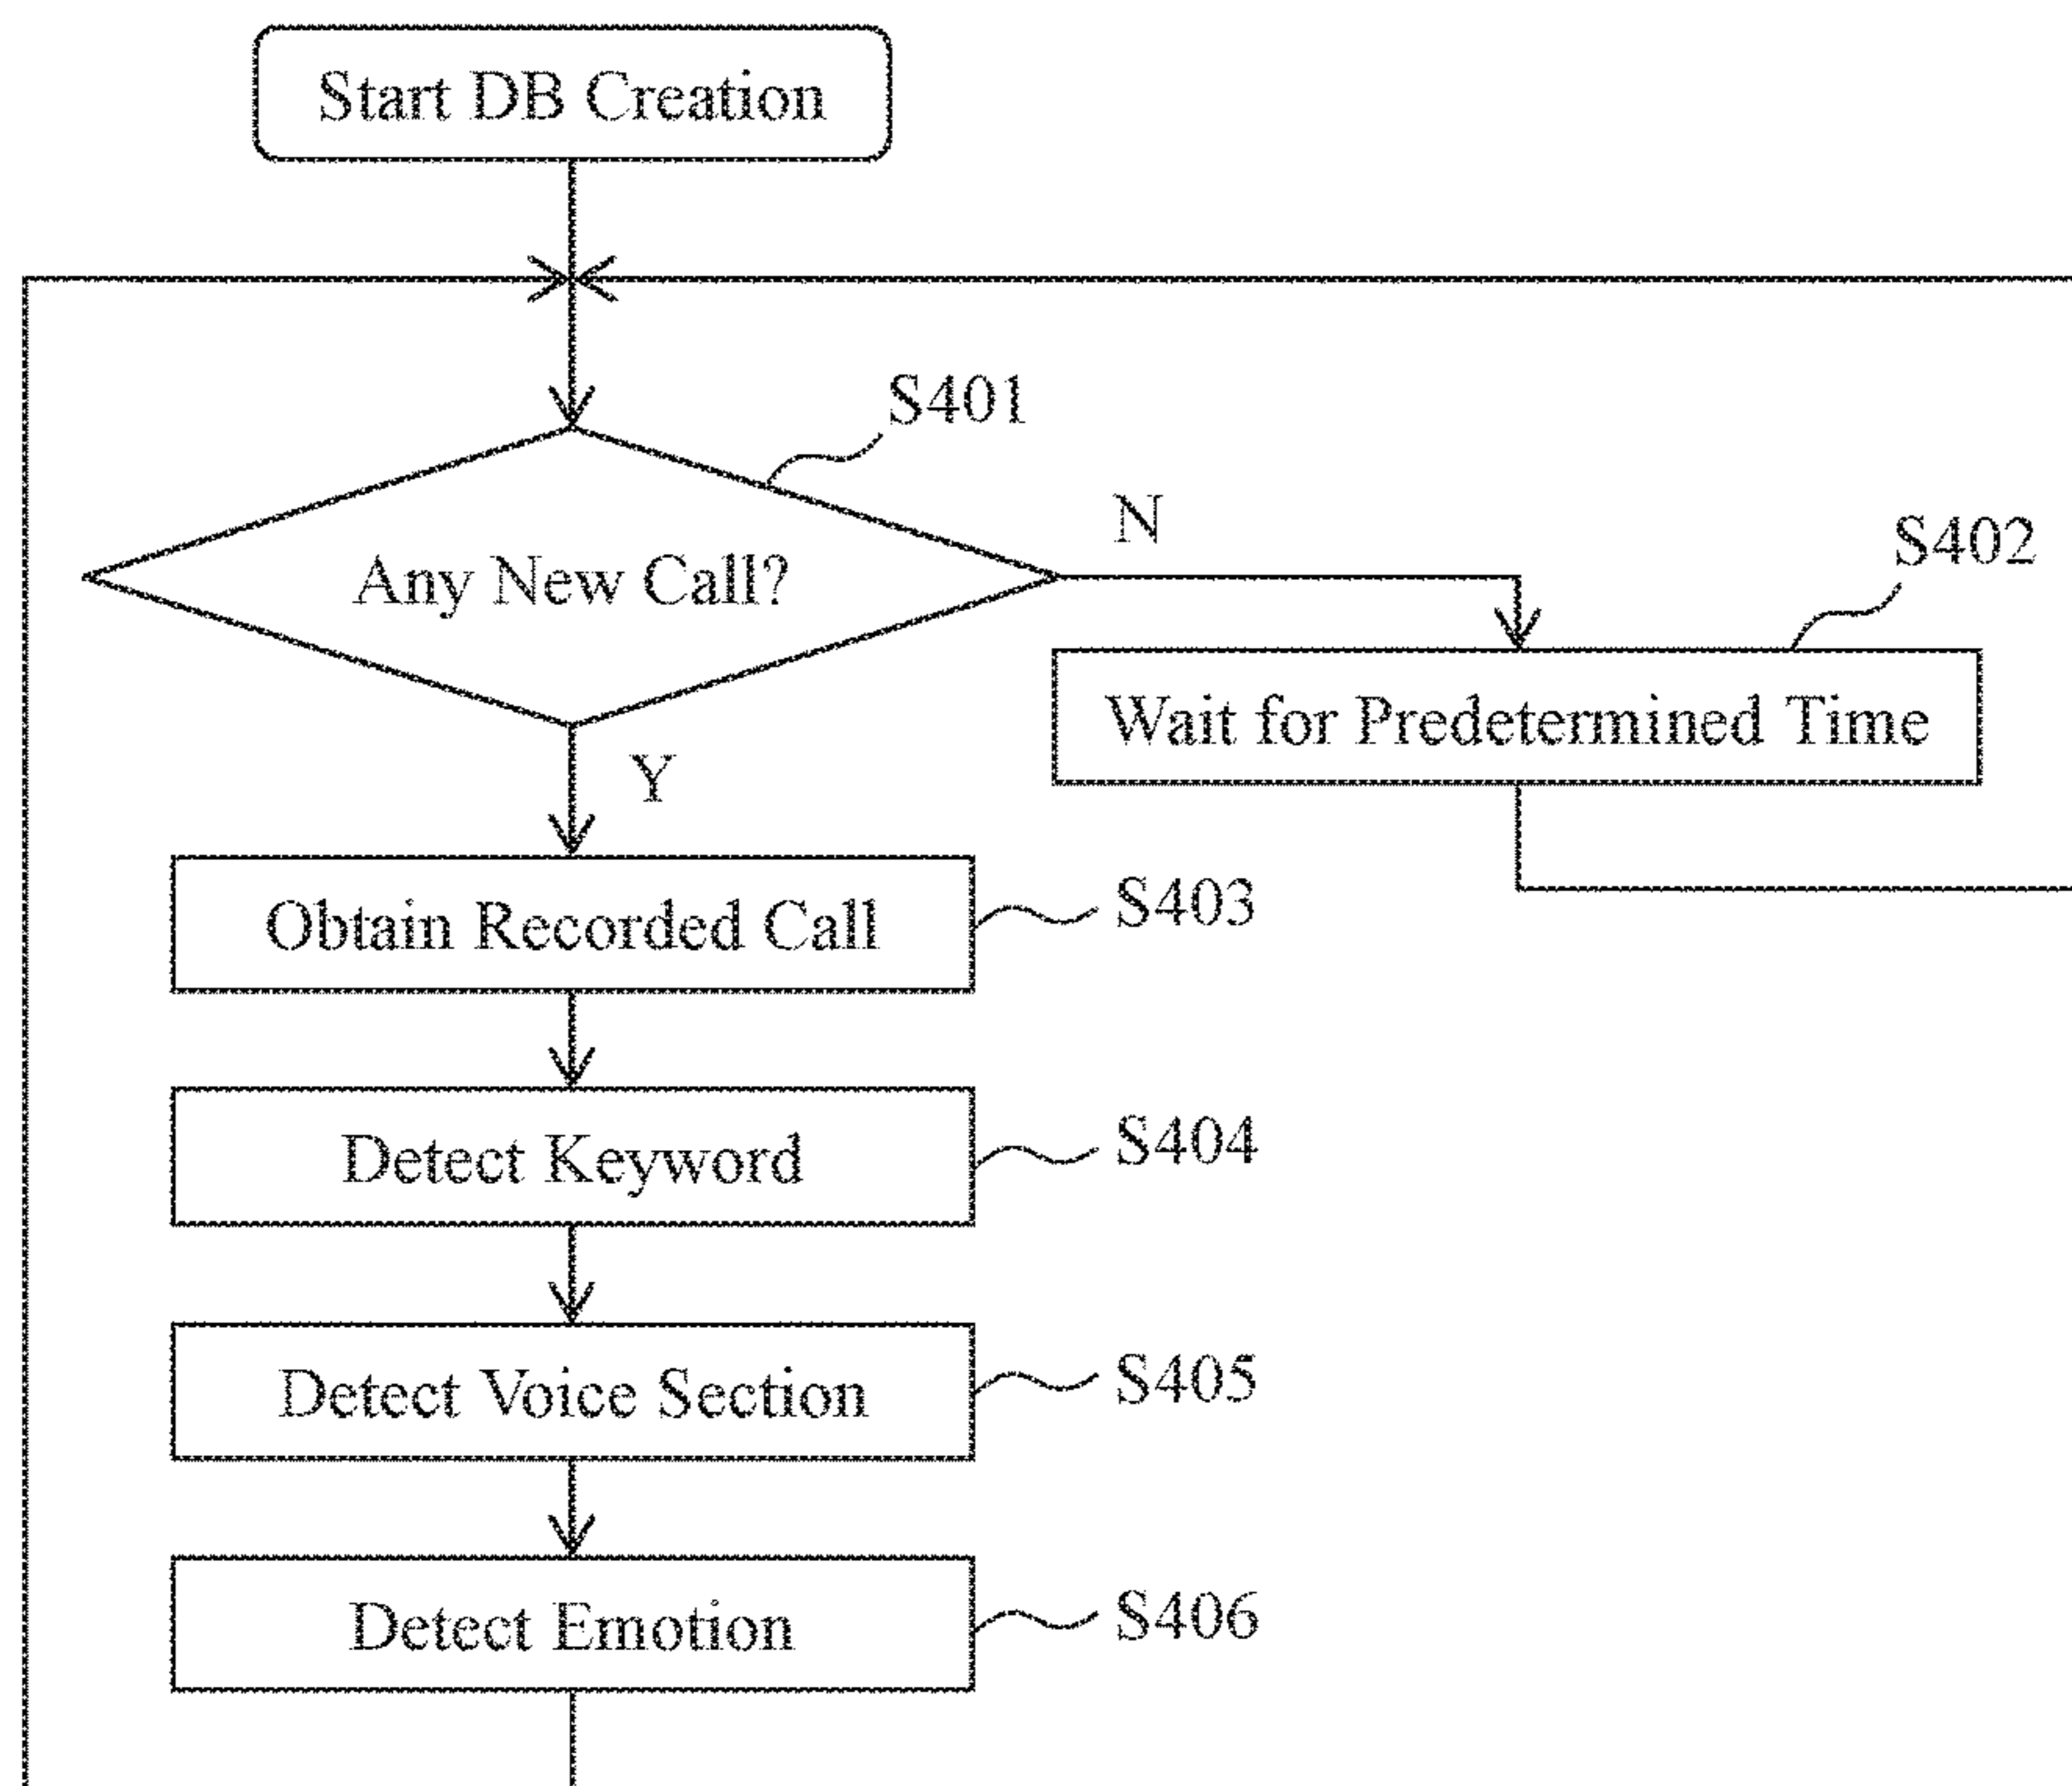 Start DB Creation
S401
Any New Call?
N
S402
Wait for Predetermined Time
Y
Obtain Recorded Call
S403
Detect Keyword
S404
Detect Voice Section
S405
Detect Emotion
S406